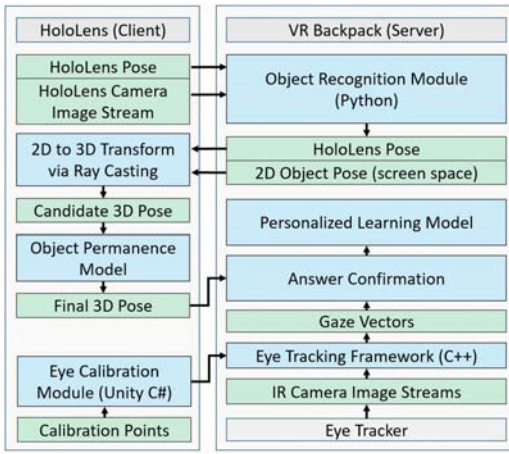 HoloLens (Client)
HoloLens Pose
HoloLens Camera
Image Stream
2D to 3D Transform
via Ray Casting
Candidate 3D Pose
Object Permanence
Model
Final 3D Pose
Eye Calibration
Module (Unity C#)
Calibration Points
VR Backpack (Server)
Object Recognition Module
(Python)
HoloLens Pose
2D Object Pose (screen space)
Personalized Learning Model
Answer Confirmation
Gaze Vectors
Eye Tracking Framework (C++)
IR Camera Image Streams
Eye Tracker